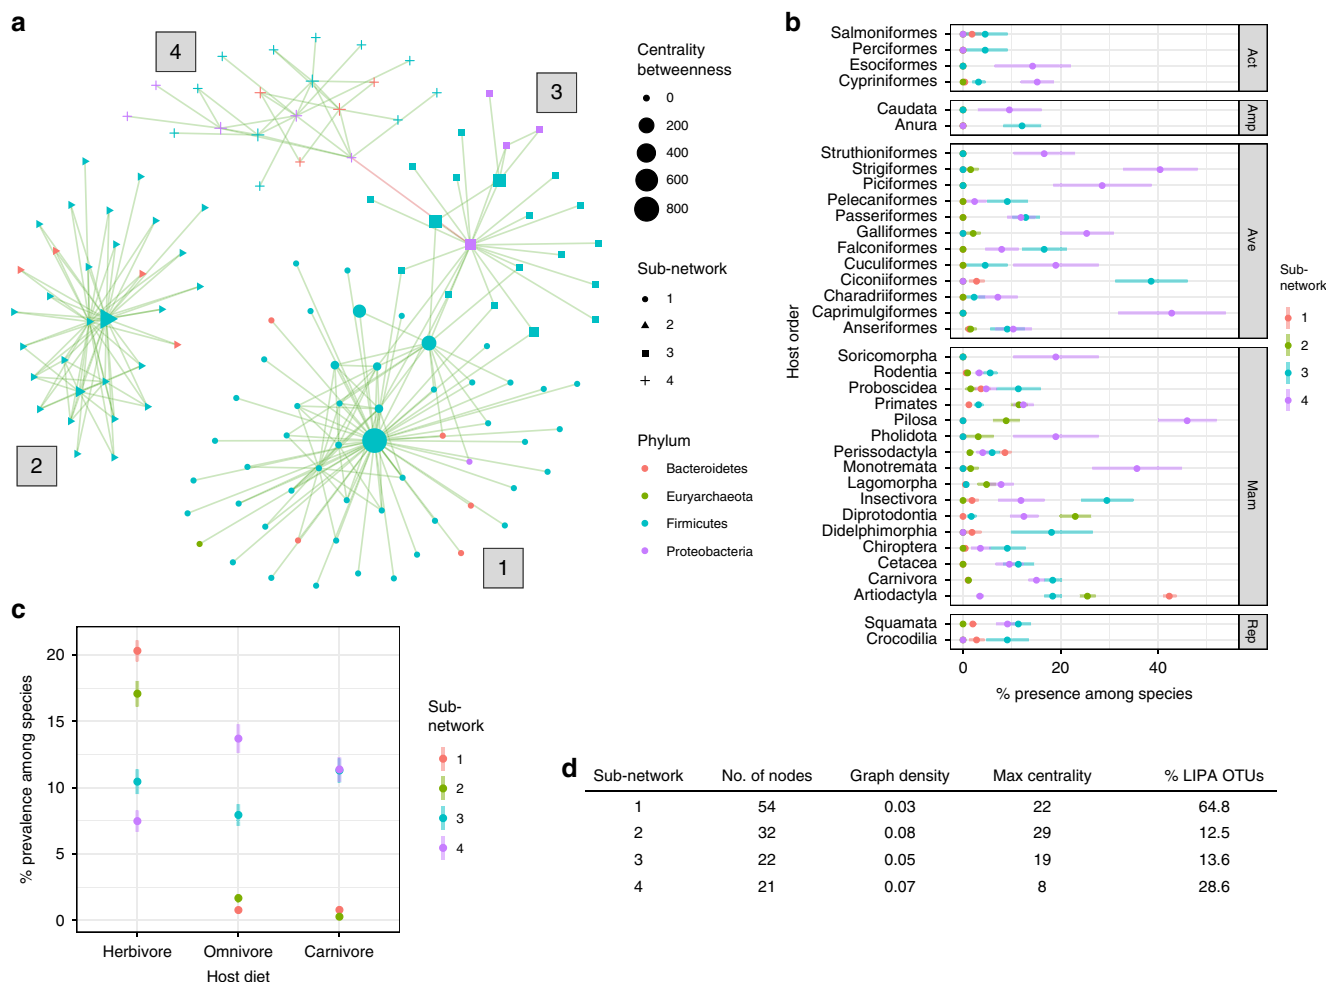 a
4
3
2
1
Centrality
betweenness
0
200
400
600
800
Sub-network
1
2
3
4
Phylum
Bacteroidetes
Euryarchaeota
Firmicutes
Proteobacteria
b
Host order
Salmoniformes
Perciformes
Esociformes
Cypriniformes
Act
Caudata
Anura
Amp
Struthioniformes
Strigiformes
Piciformes
Pelecaniformes
Passeriformes
Galliformes
Falconiformes
Cuculiformes
Ciconiiformes
Charadriiformes
Caprimulgiformes
Anseriformes
Ave
Soricomorpha
Rodentia
Proboscidea
Primates
Pilosa
Pholidota
Perissodactyla
Monotremata
Lagomorpha
Insectivora
Diprotodontia
Didelphimorphia
Chiroptera
Cetacea
Carnivora
Artiodactyla
Mam
Squamata
Crocodilia
Rep
0 20 40
% presence among species
Sub-
network
1
2
3
4
c
% prevalence among species
20
15
10
5
0
Herbivore Omnivore Carnivore
Host diet
Sub-
network
1
2
3
4
d
Sub-network No. of nodes Graph density Max centrality % LIPA OTUs
1 54 0.03 22 64.8
2 32 0.08 29 12.5
3 22 0.05 19 13.6
4 21 0.07 8 28.6